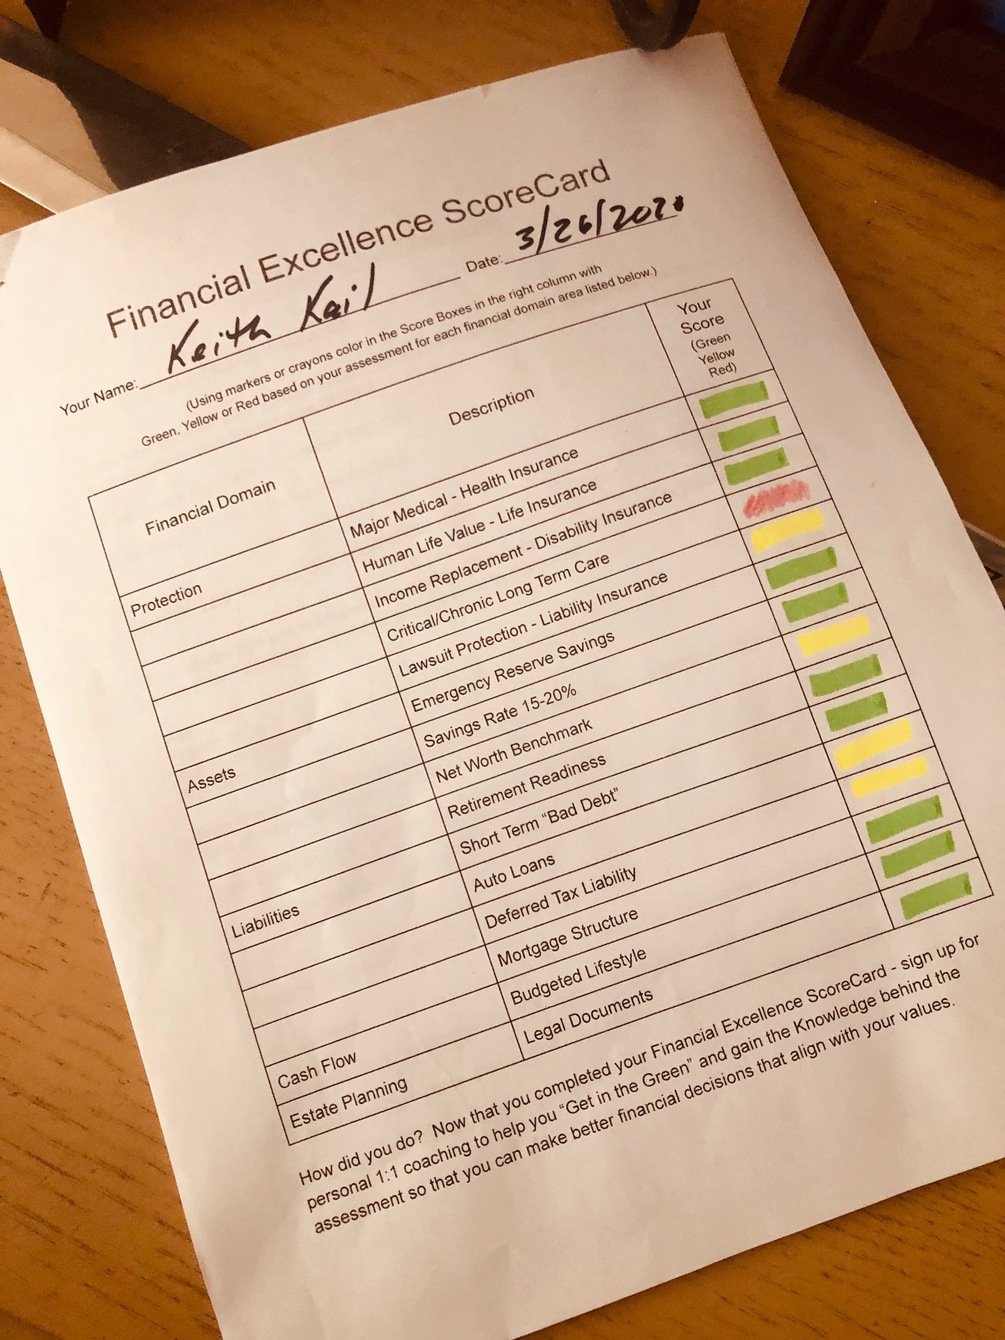 Financial Excellence ScoreCard
Your Name: Keith Kail Date: 3/26/2020
(Using markers or crayons color in the Score Boxes in the right column with
Green, Yellow or Red based on your assessment for each financial domain area listed below.)
Financial Domain
Description
Your
Score
(Green
Yellow
Red)
Protection
Major Medical - Health Insurance
Human Life Value - Life Insurance
Income Replacement - Disability Insurance
Critical/Chronic Long Term Care
Lawsuit Protection - Liability Insurance
Assets
Emergency Reserve Savings
Savings Rate 15-20%
Net Worth Benchmark
Retirement Readiness
Liabilities
Short Term “Bad Debt”
Auto Loans
Deferred Tax Liability
Mortgage Structure
Cash Flow
Budgeted Lifestyle
Estate Planning
Legal Documents
How did you do? Now that you completed your Financial Excellence ScoreCard - sign up for
personal 1:1 coaching to help you “Get in the Green” and gain the Knowledge behind the
assessment so that you can make better financial decisions that align with your values.